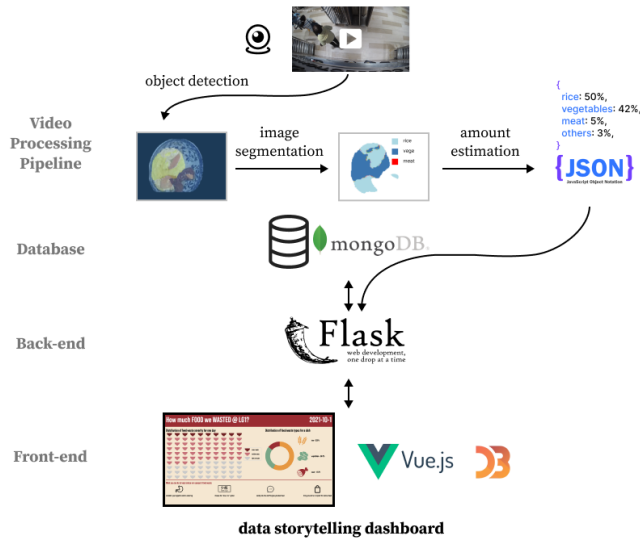 object detection
Video
Processing
Pipeline
image
segmentation
rice
vege
meat
amount
estimation
{
rice: 50%,
vegetables: 42%,
meat: 5%,
others: 3%,
}
{JSON}
JavaScript Object Notation
Database
mongoDB.
Back-end
Flask
web development,
one drop at a time
Front-end
How much FOOD we WASTED @ LG1?
2021-10-1
Vue.js
D3
data storytelling dashboard